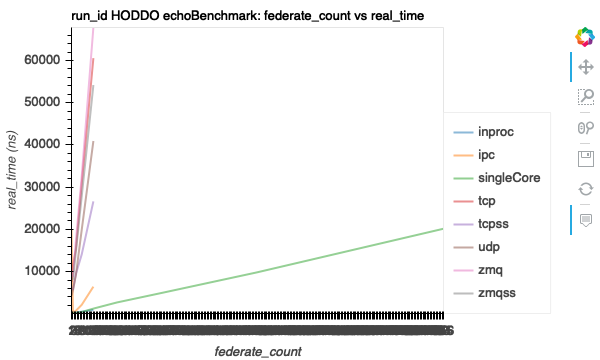 run_id HODDO echoBenchmark: federate_count vs real_time
60000
50000
40000
30000
20000
10000
real_time (ns)
inproc
ipc
singleCore
tcp
tcpss
udp
zmq
zmqss
federate_count